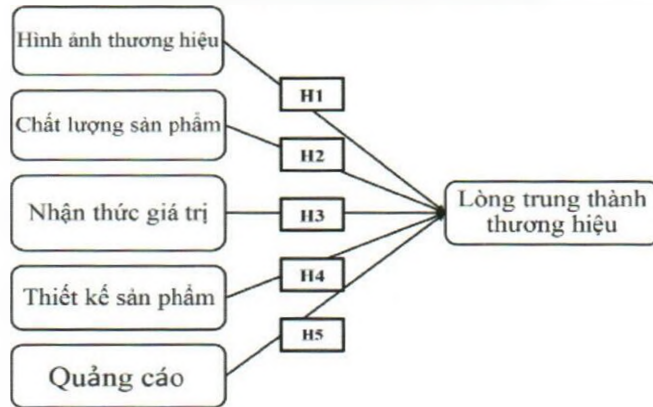 Hình ảnh thương hiệu
H1
Chất lượng sản phẩm
H2
Nhận thức giá trị
H3
Lòng trung thành
thương hiệu
Thiết kế sản phẩm
H4
Quảng cáo
H5